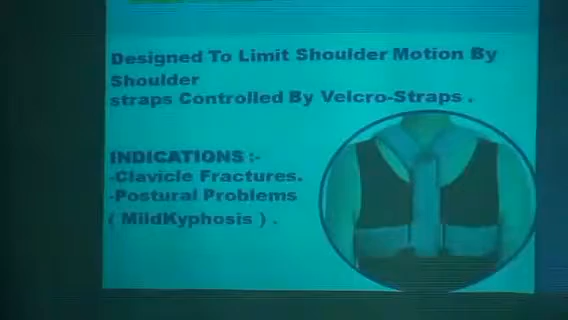 Designed To Limit Shoulder Motion By
Shoulder
straps Controlled By Velcro-Straps .
INDICATIONS :-
-Clavicle Fractures.
-Postural Problems
( MildKyphosis ) .